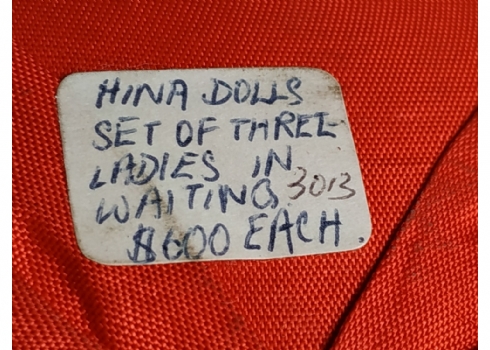 HINA DOLLS
SET OF THREE
LADIES IN
WAITING 3013
$600 EACH.